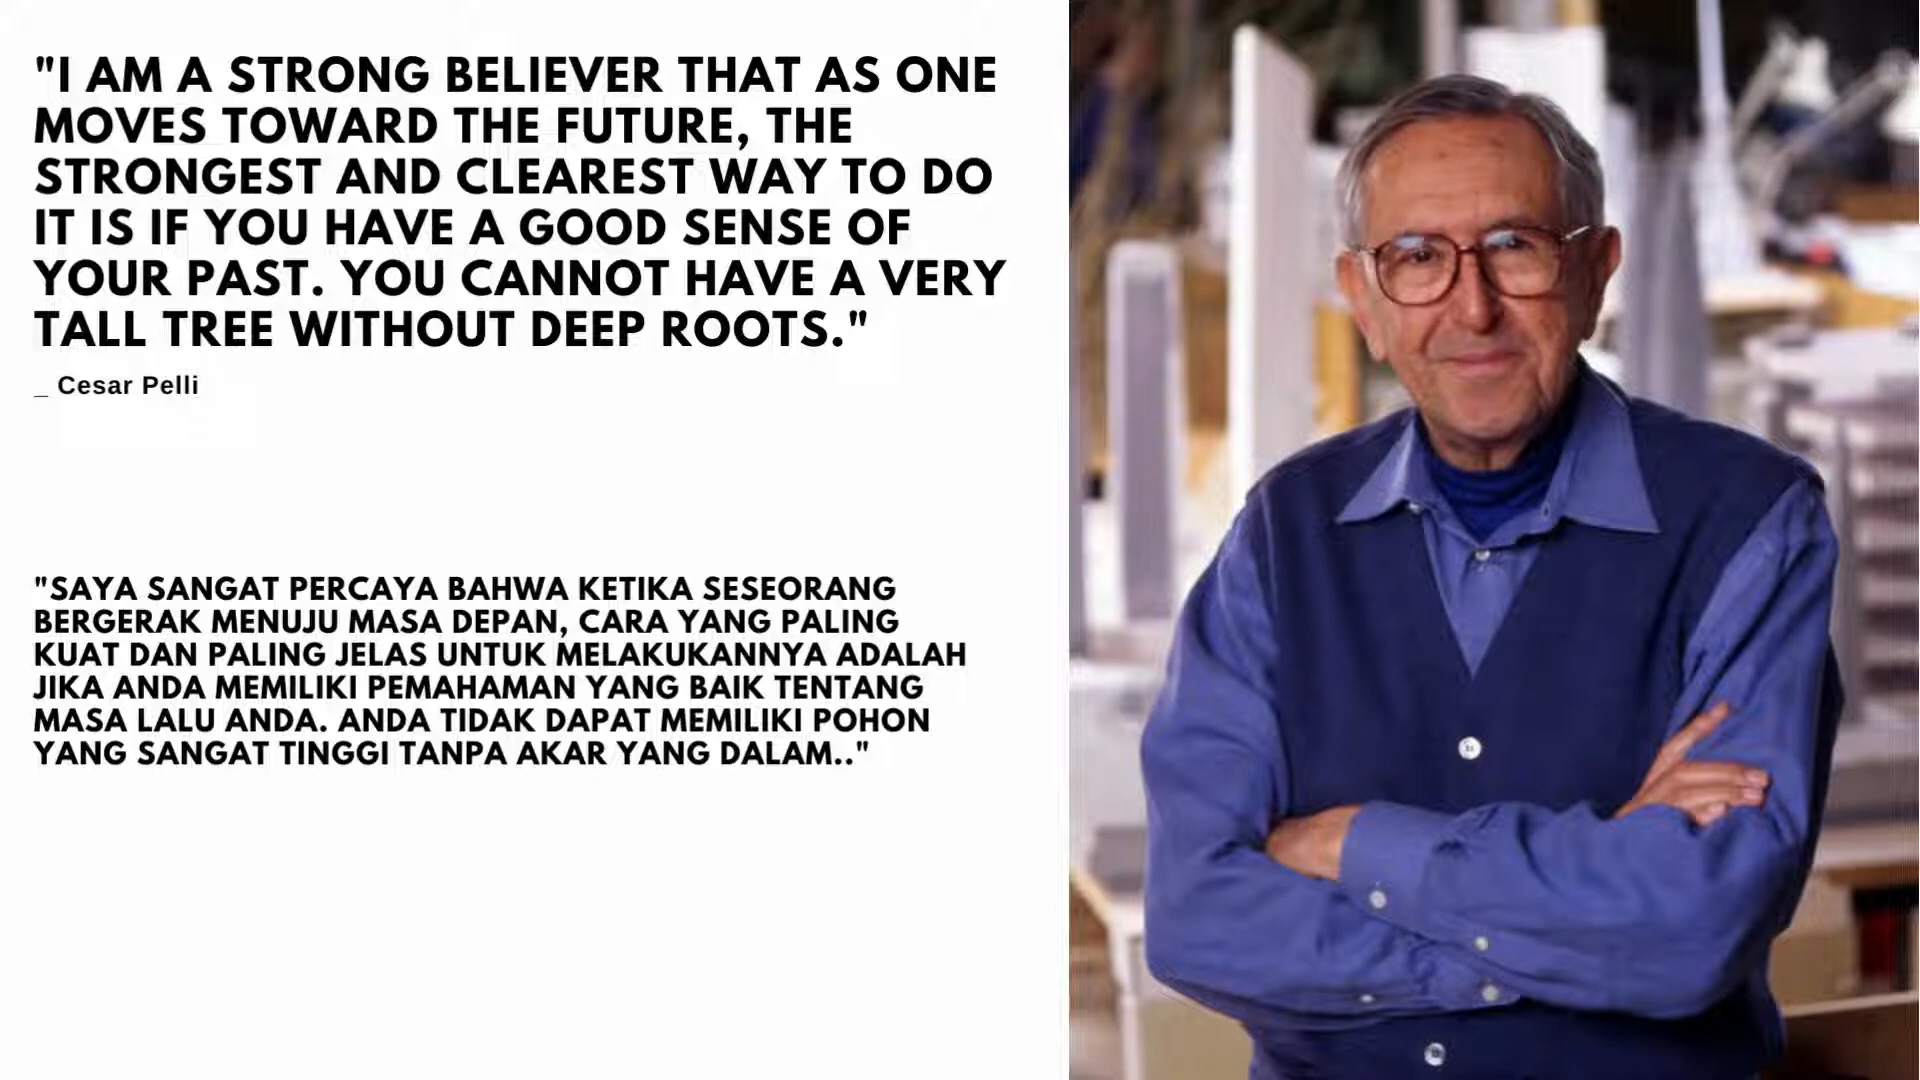 "I AM A STRONG BELIEVER THAT AS ONE
MOVES TOWARD THE FUTURE, THE
STRONGEST AND CLEAREST WAY TO DO
IT IS IF YOU HAVE A GOOD SENSE OF
YOUR PAST. YOU CANNOT HAVE A VERY
TALL TREE WITHOUT DEEP ROOTS."
_ Cesar Pelli
"SAYA SANGAT PERCAYA BAHWA KETIKA SESEORANG
BERGERAK MENUJU MASA DEPAN, CARA YANG PALING
KUAT DAN PALING JELAS UNTUK MELAKUKANNYA ADALAH
JIKA ANDA MEMILIKI PEMAHAMAN YANG BAIK TENTANG
MASA LALU ANDA. ANDA TIDAK DAPAT MEMILIKI POHON
YANG SANGAT TINGGI TANPA AKAR YANG DALAM.."